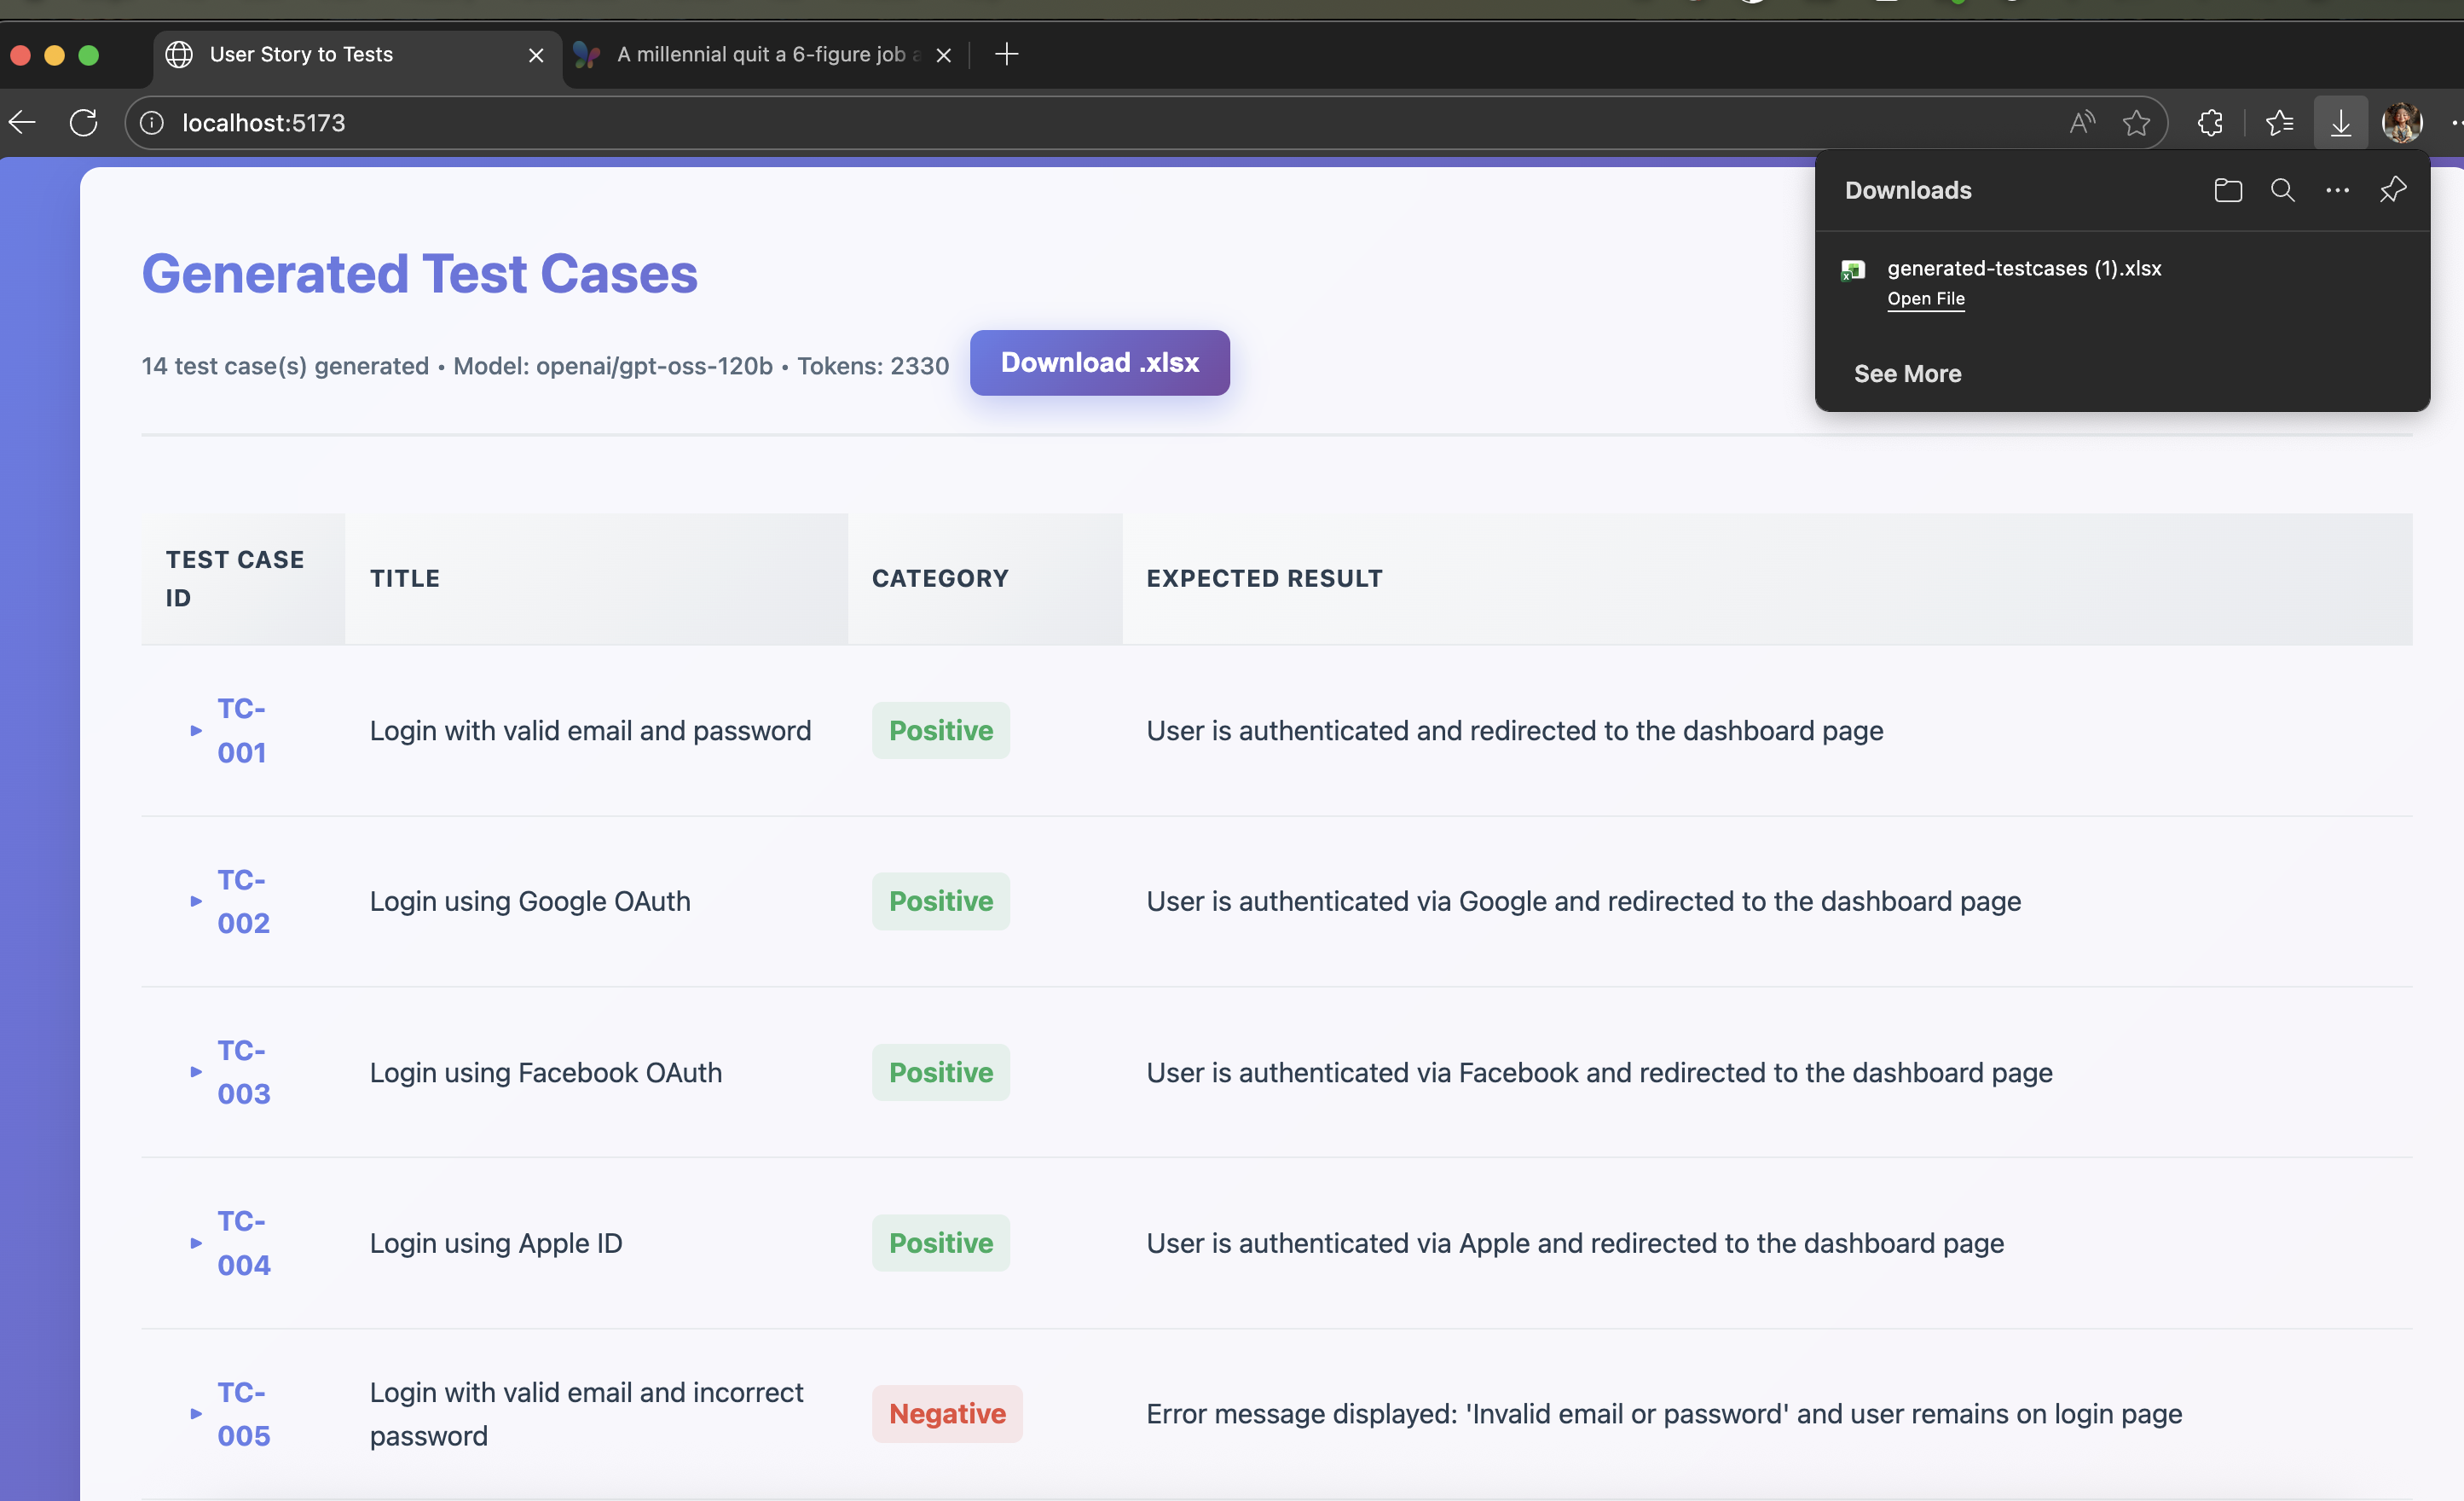 User Story to Tests
A millennial quit a 6-figure job a
localhost:5173
Downloads
generated-testcases (1).xlsx
Open File
See More
Generated Test Cases
14 test case(s) generated • Model: openai/gpt-oss-120b • Tokens: 2330
Download .xlsx
TEST CASE
ID
TITLE
CATEGORY
EXPECTED RESULT
TC-
001
Login with valid email and password
Positive
User is authenticated and redirected to the dashboard page
TC-
002
Login using Google OAuth
Positive
User is authenticated via Google and redirected to the dashboard page
TC-
003
Login using Facebook OAuth
Positive
User is authenticated via Facebook and redirected to the dashboard page
TC-
004
Login using Apple ID
Positive
User is authenticated via Apple and redirected to the dashboard page
TC-
005
Login with valid email and incorrect
password
Negative
Error message displayed: 'Invalid email or password' and user remains on login page